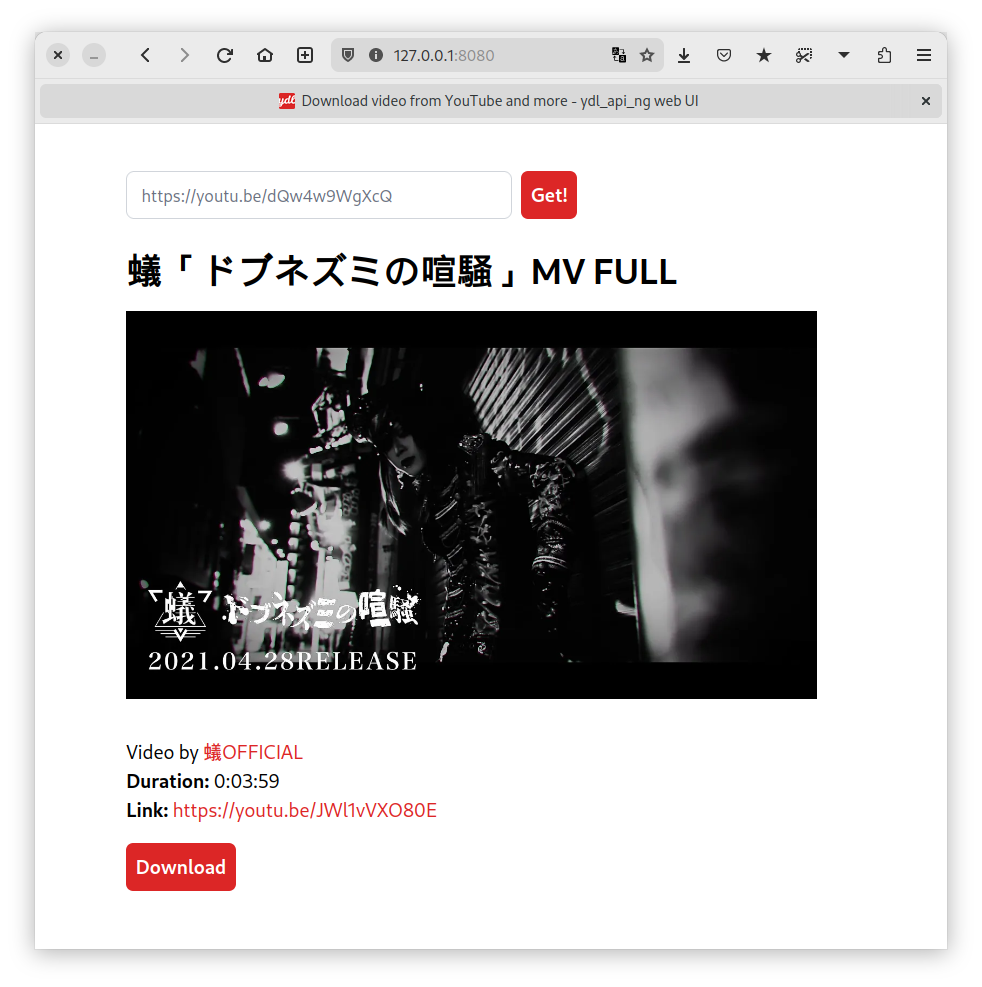 127.0.0.1:8080
ydl Download video from YouTube and more - ydl_api_ng web UI
https://youtu.be/dQw4w9WgXcQ Get!
蟻「 ドブネズミの喧騒 」MV FULL
蟻 ドブネズミの喧騒
2021.04.28RELEASE
Video by 蟻OFFICIAL
Duration: 0:03:59
Link: https://youtu.be/JWl1vVXO80E
Download